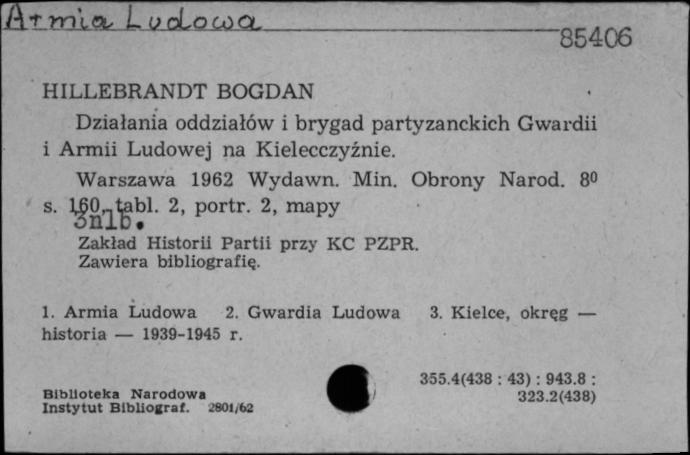 Armia Ludowa
85406
HILLEBRANDT BOGDAN
Działania oddziałów i brygad partyzanckich Gwardii
i Armii Ludowej na Kielecczyźnie.
Warszawa 1962 Wydawn. Min. Obrony Narod. 8⁰
s. 160, tabl. 2, portr. 2, mapy
3nlb.
Zakład Historii Partii przy KC PZPR.
Zawiera bibliografię.
1. Armia Ludowa 2. Gwardia Ludowa 3. Kielce, okręg —
historia — 1939-1945 r.
355.4(438 : 43) : 943.8 :
323.2(438)
Biblioteka Narodowa
Instytut Bibliograf. 2801/62